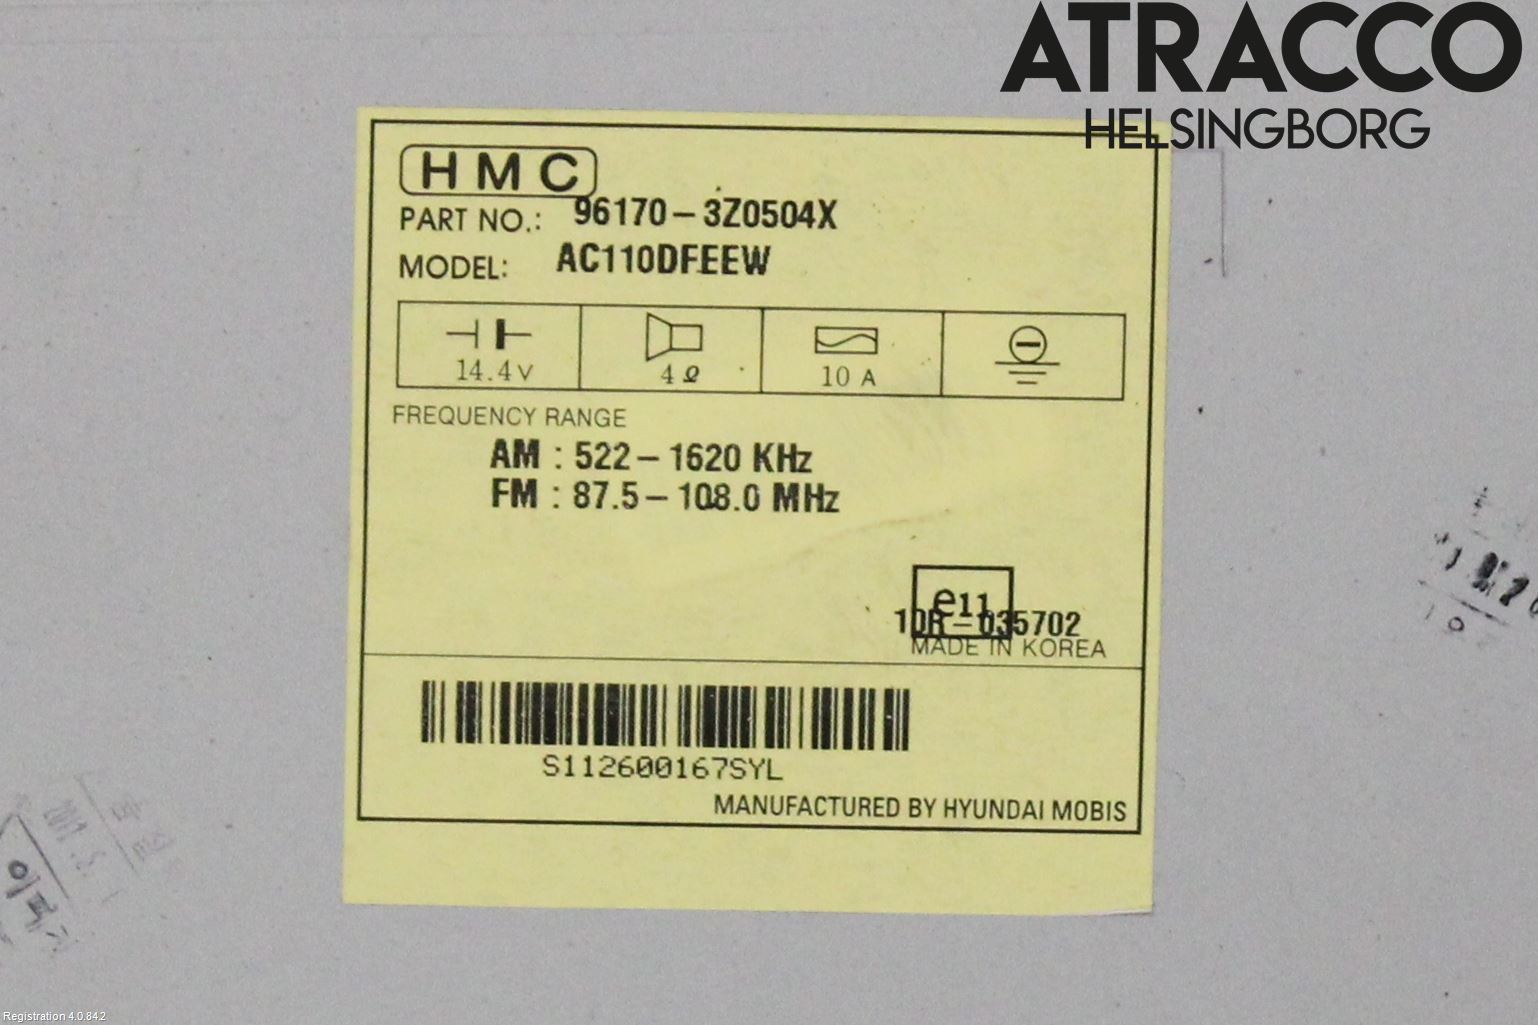 ATRACCO
HELSINGBORG
HMC
PART NO.: 96170-3Z0504X
MODEL: AC110DFEEW
14.4V 4Ω 10 A
FREQUENCY RANGE
AM : 522-1620 KHz
FM : 87.5-108.0 MHz
e11
10R-035702
MADE IN KOREA
S112600167SYL
MANUFACTURED BY HYUNDAI MOBIS
Registration 4.0.84.2